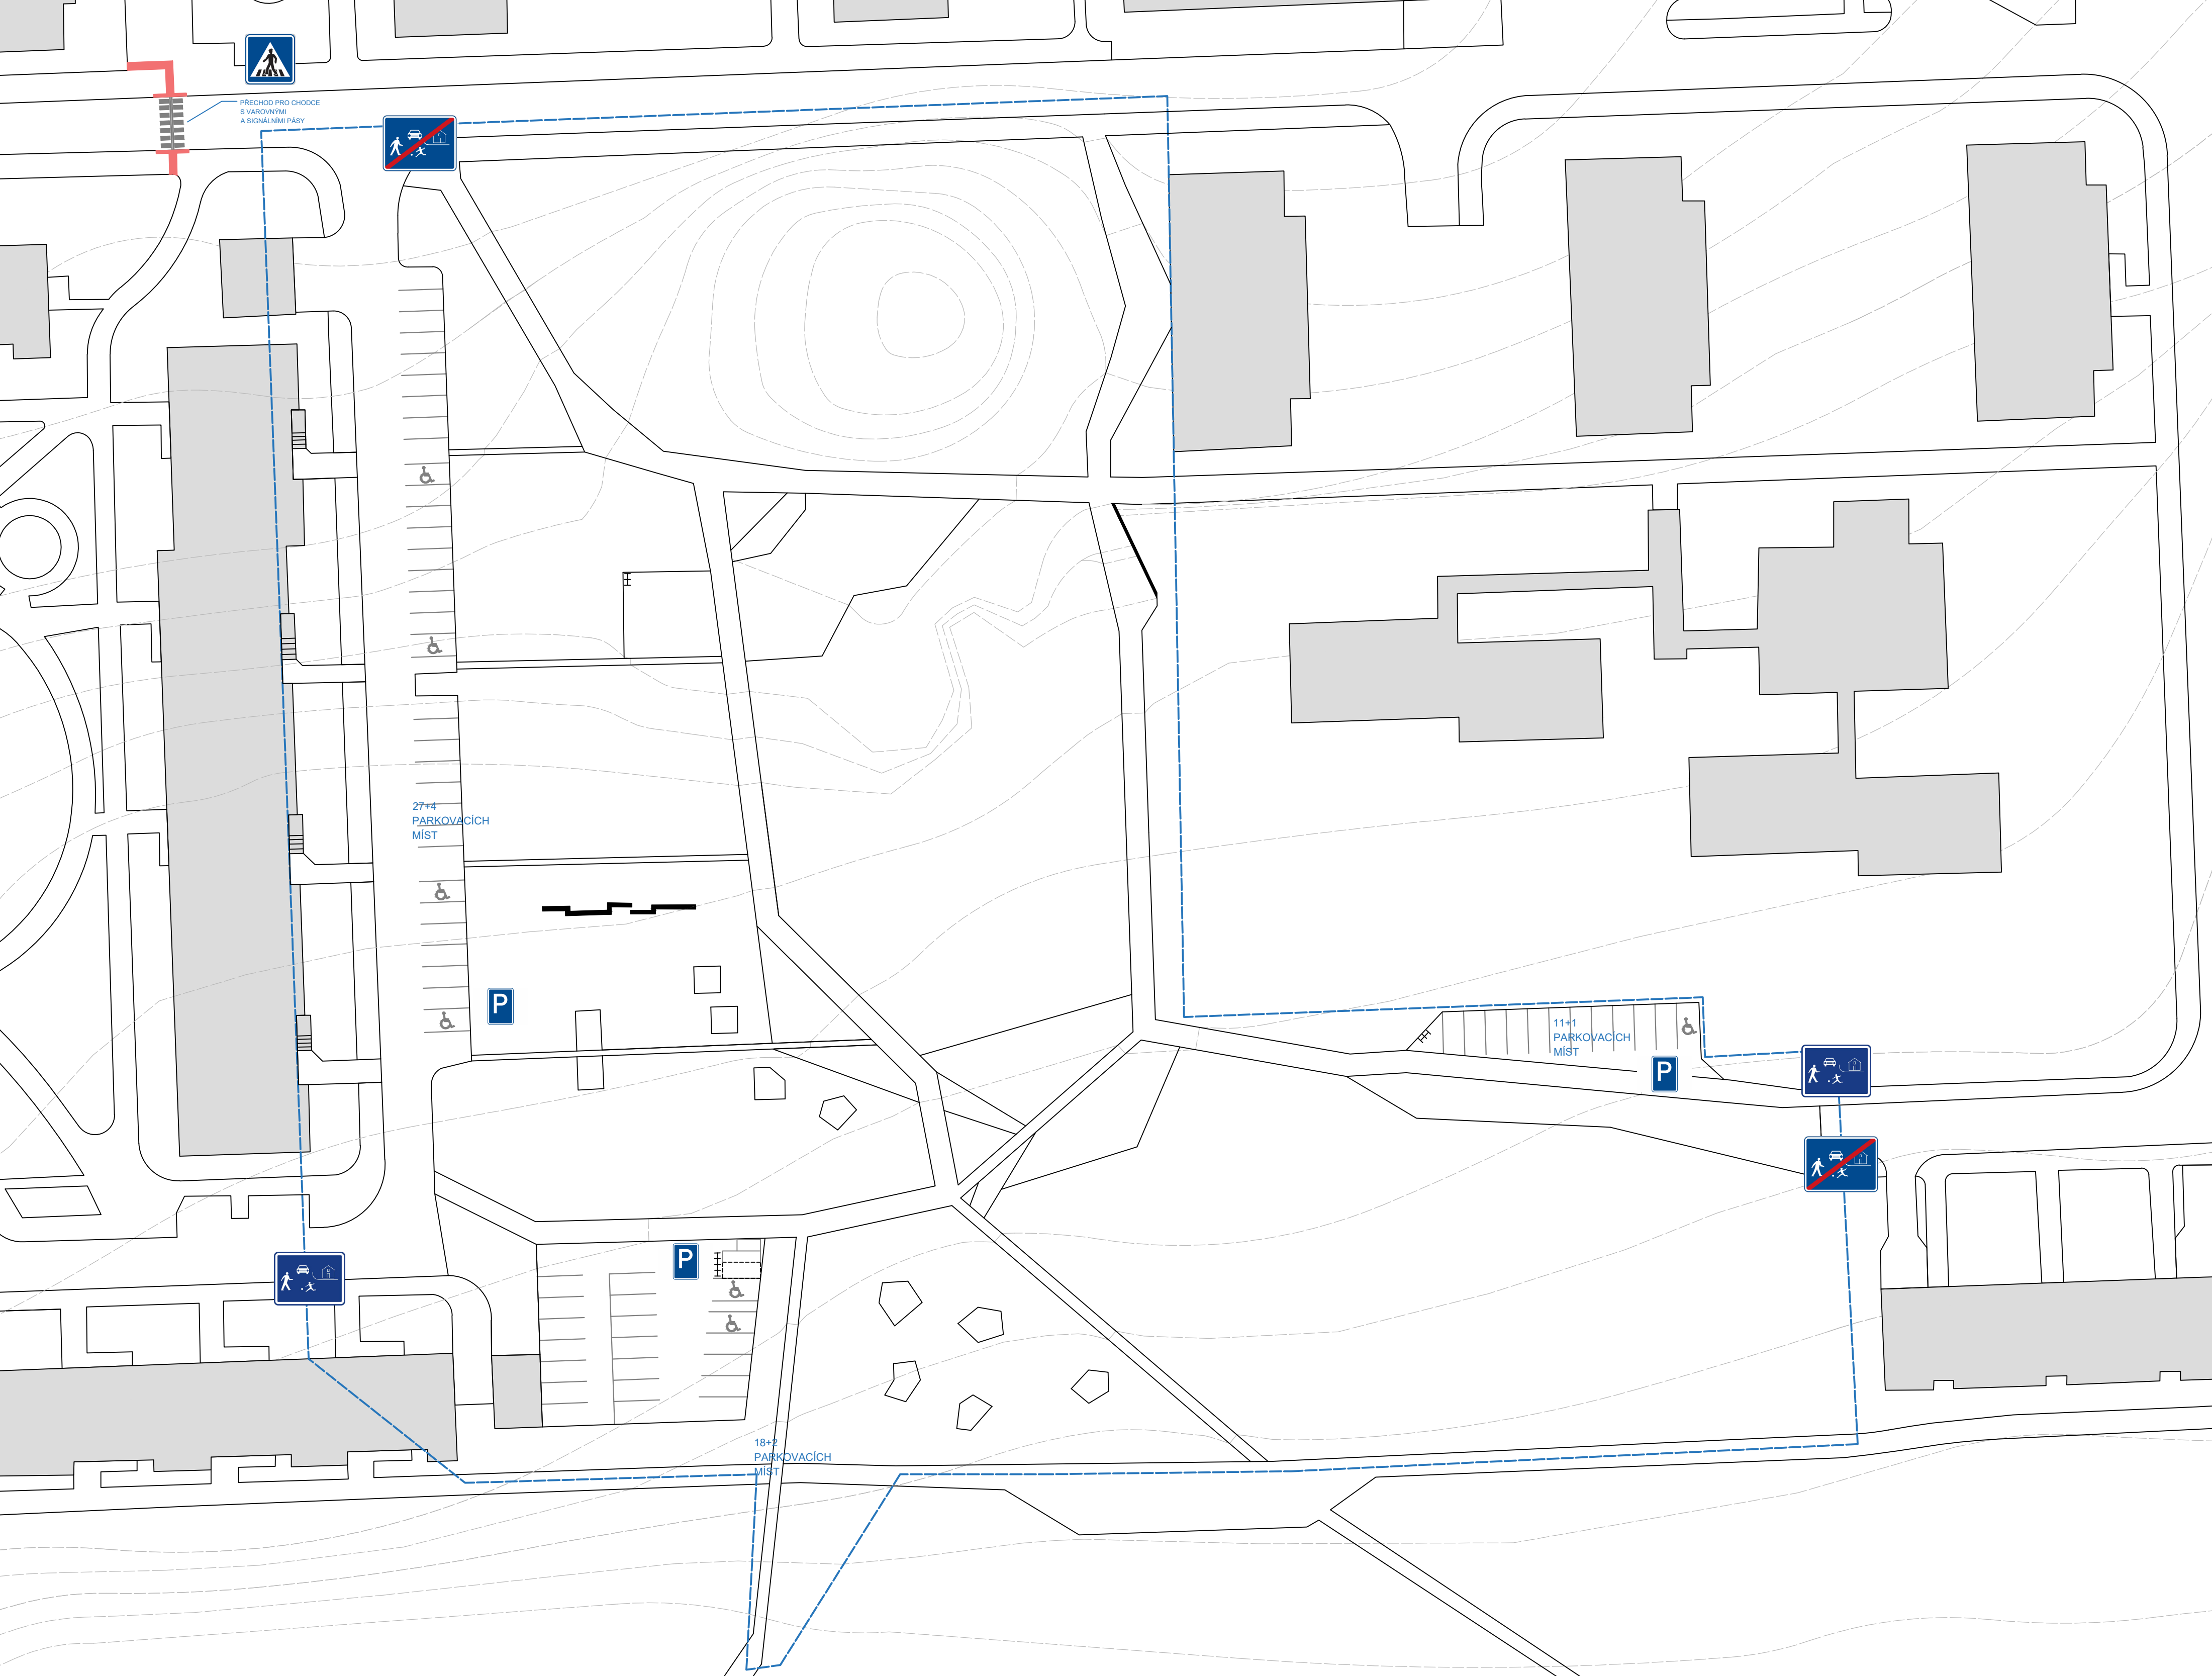 PŘECHOD PRO CHODCE
S VAROVNÝMI
A SIGNÁLNÍMI PÁSY
27+4
PARKOVACÍCH
MÍST
P
11+1
PARKOVACÍCH
MÍST
P
P
18+2
PARKOVACÍCH
MÍST